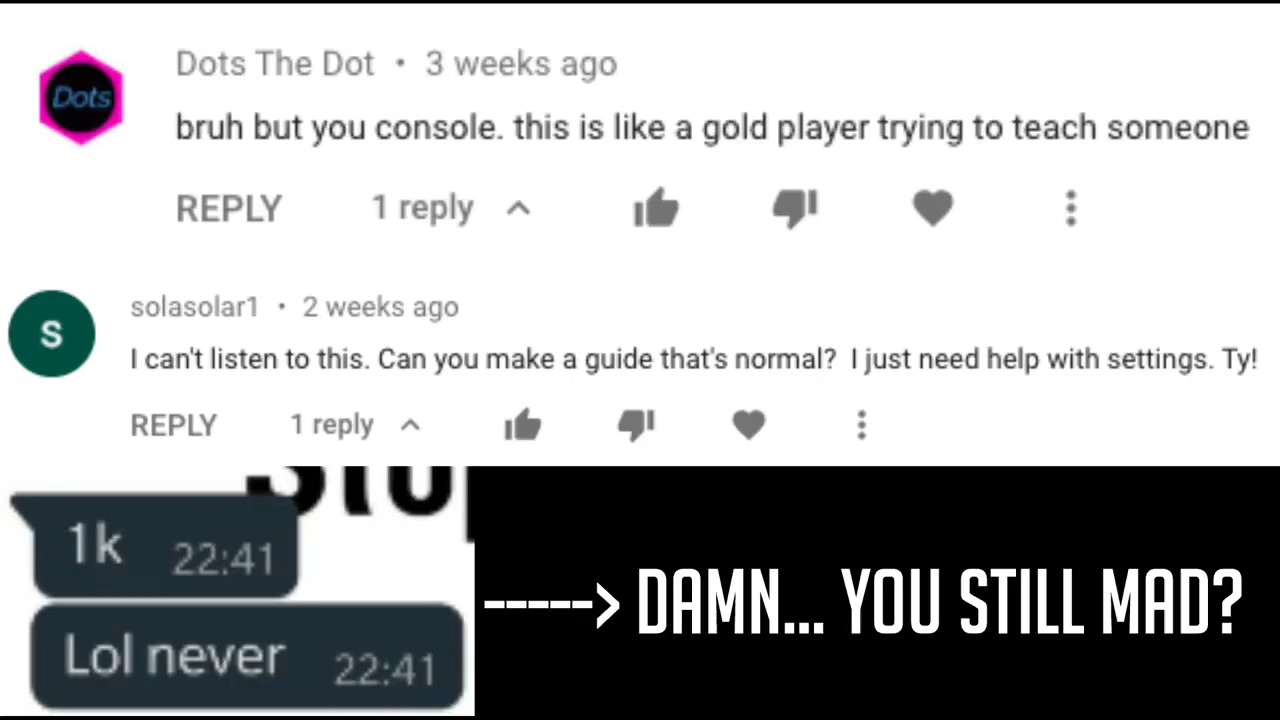 Dots
Dots The Dot • 3 weeks ago
bruh but you console. this is like a gold player trying to teach someone
REPLY 1 reply
S
solasolar1 • 2 weeks ago
I can't listen to this. Can you make a guide that's normal? I just need help with settings. Ty!
REPLY 1 reply
1k 22:41
Lol never 22:41
-----> DAMN... YOU STILL MAD?